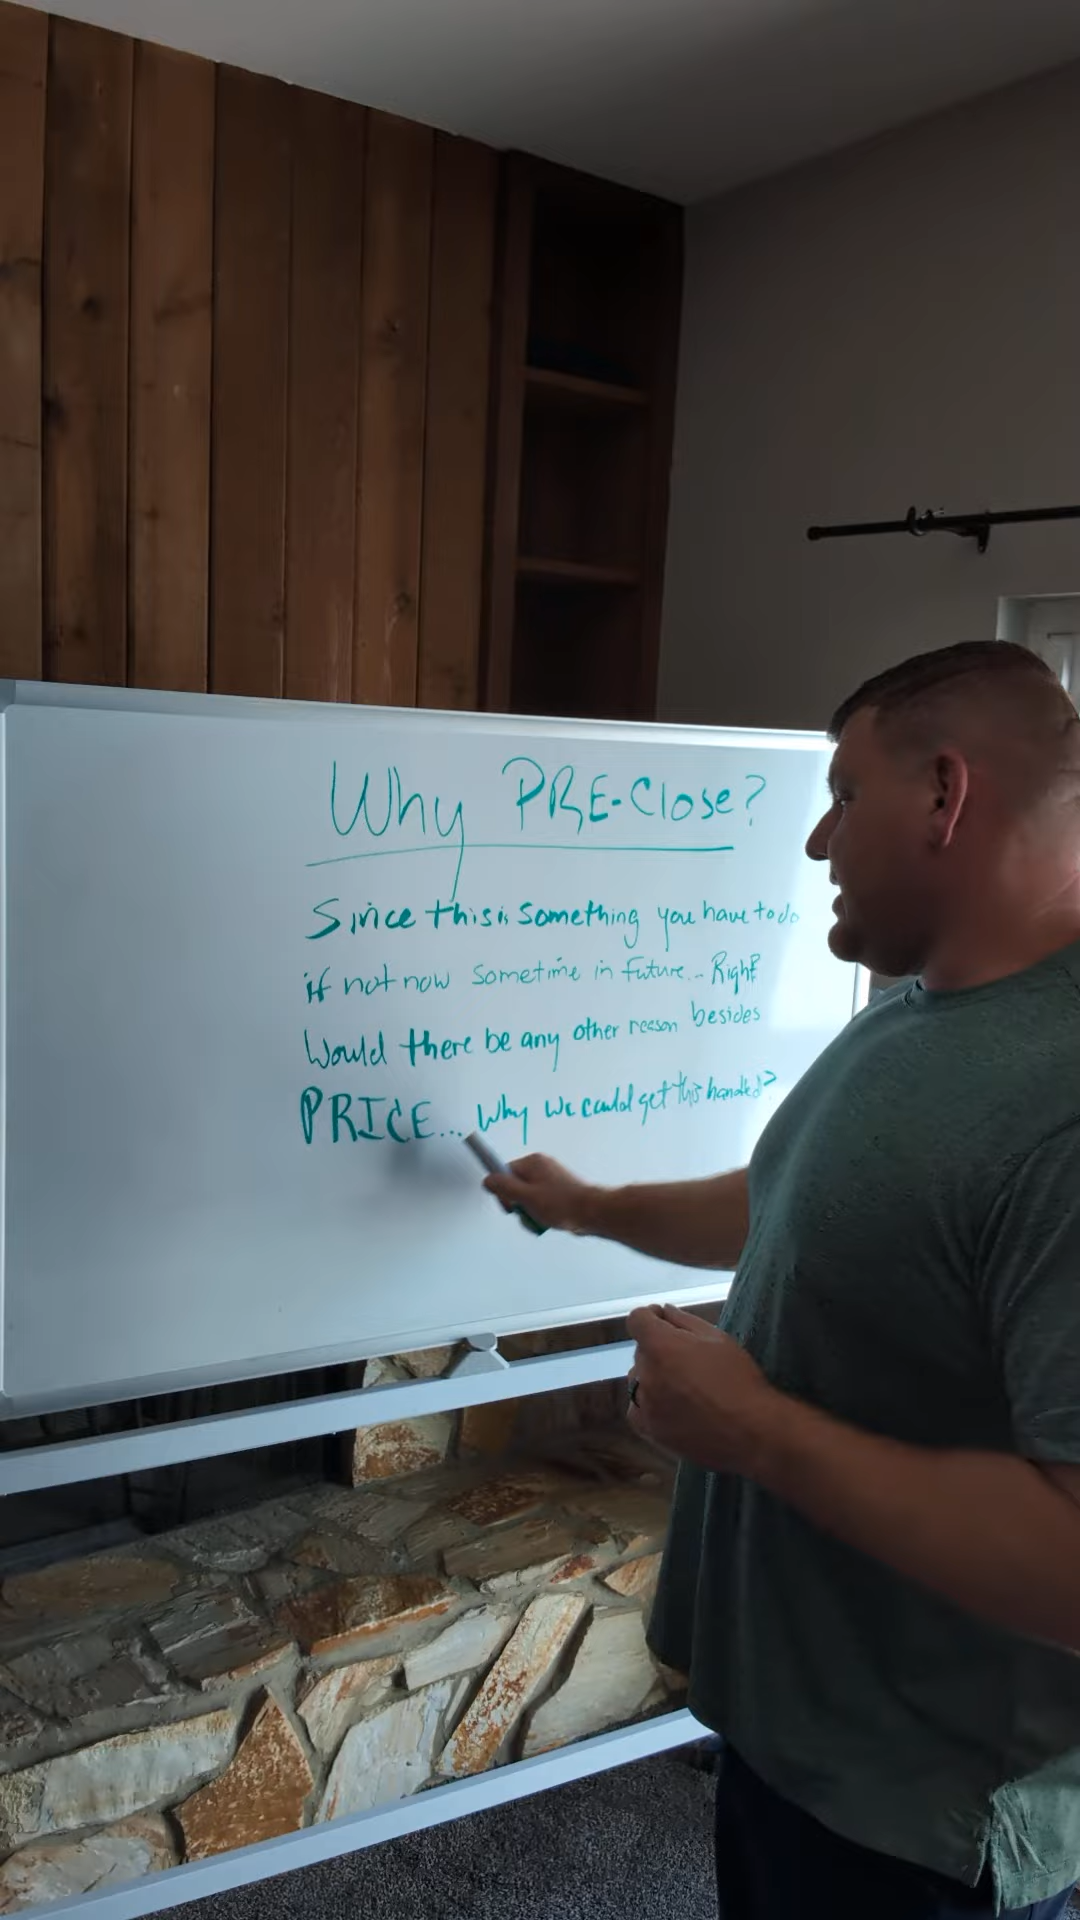 Why PRE-Close?
Since this is something you have to do
if not now sometime in future.. Right?
Would there be any other reason besides
PRICE... Why we could get this handled?